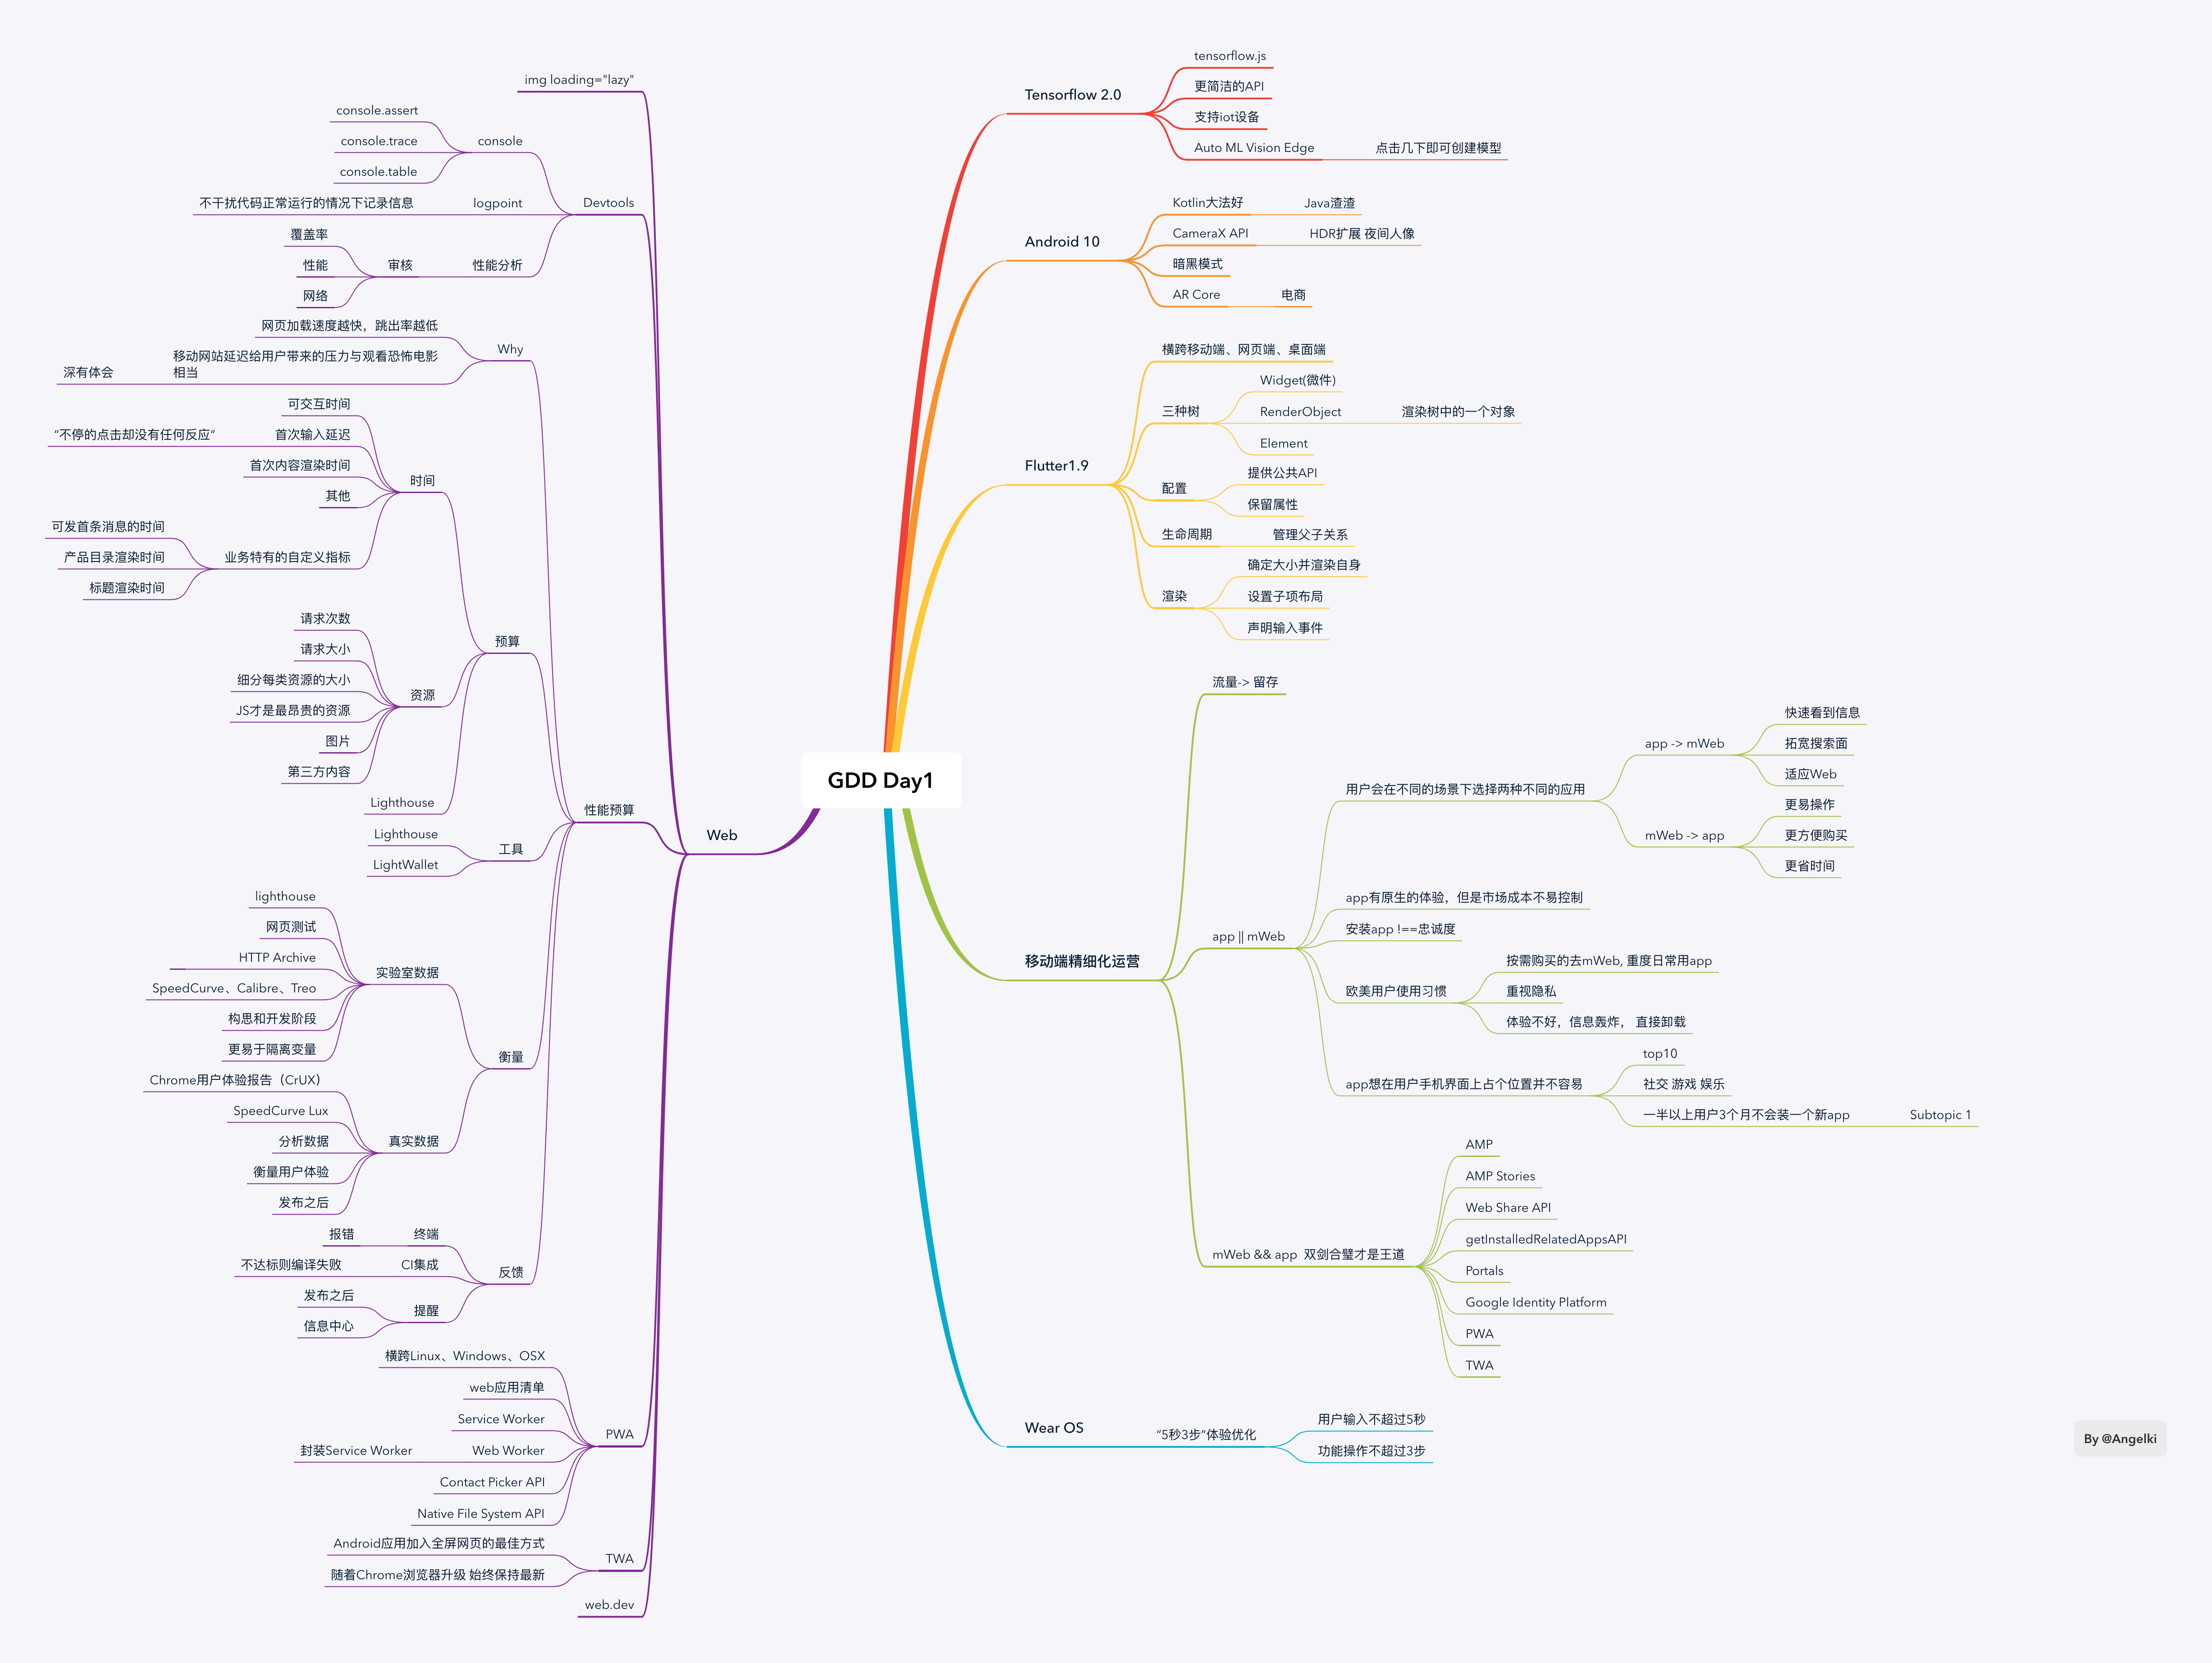 GDD Day1
Tensorflow 2.0
tensorflow.js
更简洁的API
支持iot设备
Auto ML Vision Edge
点击几下即可创建模型
Android 10
Kotlin大法好
Java渣渣
CameraX API
HDR扩展 夜间人像
暗黑模式
AR Core
电商
Flutter1.9
横跨移动端、网页端、桌面端
三种树
Widget(微件)
RenderObject
渲染树中的一个对象
Element
配置
提供公共API
保留属性
生命周期
管理父子关系
渲染
确定大小并渲染自身
设置子项布局
声明输入事件
移动端精细化运营
流量-> 留存
app || mWeb
用户会在不同的场景下选择两种不同的应用
app -> mWeb
快速看到信息
拓宽搜索面
适应Web
mWeb -> app
更易操作
更方便购买
更省时间
app有原生的体验，但是市场成本不易控制
安装app !==忠诚度
欧美用户使用习惯
按需购买的去mWeb, 重度日常用app
重视隐私
体验不好，信息轰炸， 直接卸载
app想在用户手机界面上占个位置并不容易
top10
社交 游戏 娱乐
一半以上用户3个月不会装一个新app
Subtopic 1
mWeb && app 双剑合璧才是王道
AMP
AMP Stories
Web Share API
getInstalledRelatedAppsAPI
Portals
Google Identity Platform
PWA
TWA
Wear OS
“5秒3步”体验优化
用户输入不超过5秒
功能操作不超过3步
Web
img loading="lazy"
Devtools
console
console.assert
console.trace
console.table
logpoint
不干扰代码正常运行的情况下记录信息
性能分析
审核
覆盖率
性能
网络
性能预算
Why
网页加载速度越快，跳出率越低
移动网站延迟给用户带来的压力与观看恐怖电影
相当
深有体会
预算
时间
可交互时间
首次输入延迟
“不停的点击却没有任何反应”
首次内容渲染时间
其他
业务特有的自定义指标
可发首条消息的时间
产品目录渲染时间
标题渲染时间
资源
请求次数
请求大小
细分每类资源的大小
JS才是最昂贵的资源
图片
第三方内容
Lighthouse
工具
Lighthouse
LightWallet
衡量
实验室数据
lighthouse
网页测试
HTTP Archive
SpeedCurve、Calibre、Treo
构思和开发阶段
更易于隔离变量
真实数据
Chrome用户体验报告（CrUX）
SpeedCurve Lux
分析数据
衡量用户体验
发布之后
反馈
终端
报错
CI集成
不达标则编译失败
提醒
发布之后
信息中心
PWA
横跨Linux、Windows、OSX
web应用清单
Service Worker
Web Worker
封装Service Worker
Contact Picker API
Native File System API
TWA
Android应用加入全屏网页的最佳方式
随着Chrome浏览器升级 始终保持最新
web.dev
By @Angelki